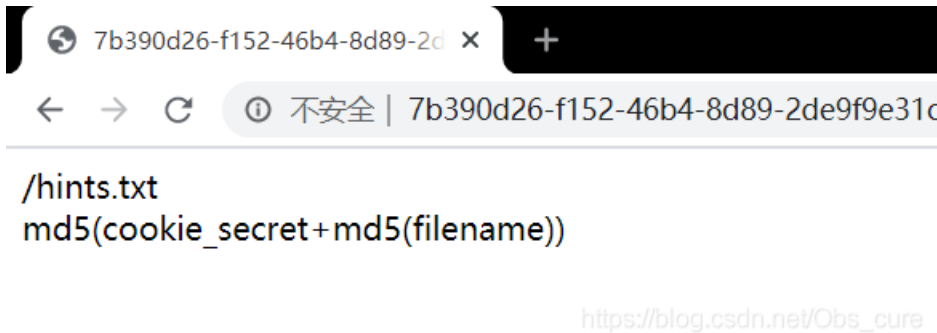 7b390d26-f152-46b4-8d89-2d
不安全 | 7b390d26-f152-46b4-8d89-2de9f9e31c
/hints.txt
md5(cookie_secret+md5(filename))
https://blog.csdn.net/Obs_cure